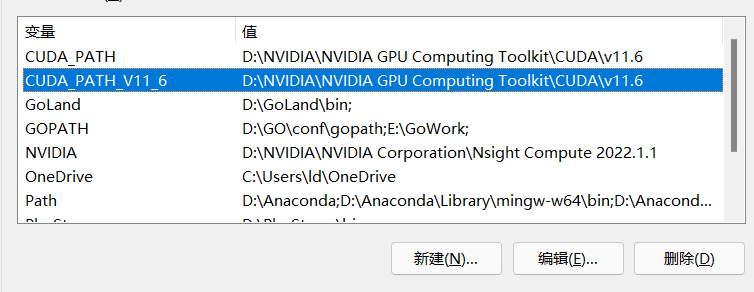 变量 值
CUDA_PATH D:\NVIDIA\NVIDIA GPU Computing Toolkit\CUDA\v11.6
CUDA_PATH_V11_6 D:\NVIDIA\NVIDIA GPU Computing Toolkit\CUDA\v11.6
GoLand D:\GoLand\bin;
GOPATH D:\GO\conf\gopath;E:\GoWork;
NVIDIA D:\NVIDIA\NVIDIA Corporation\Nsight Compute 2022.1.1
OneDrive C:\Users\ld\OneDrive
Path D:\Anaconda;D:\Anaconda\Library\mingw-w64\bin;D:\Anacond...
新建(N)... 编辑(E)... 删除(D)